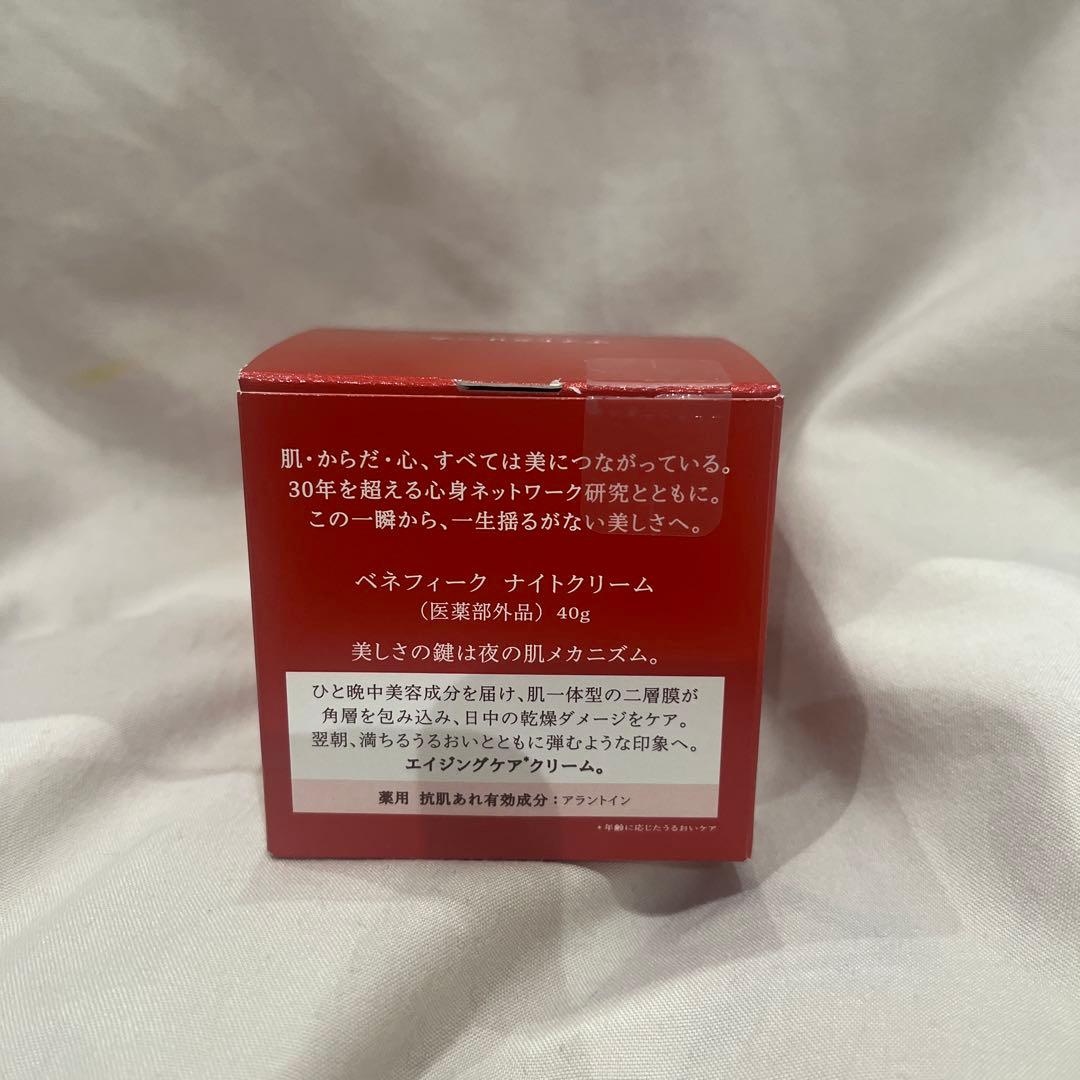 肌・からだ・心、すべては美につながっている。
30年を超える心身ネットワーク研究とともに。
この一瞬から、一生揺るがない美しさへ。
ベネフィーク ナイトクリーム
(医薬部外品) 40g
美しさの鍵は夜の肌メカニズム。
ひと晩中美容成分を届け、肌一体型の二層膜が
角層を包み込み、日中の乾燥ダメージをケア。
翌朝、満ちるうるおいとともに弾むような印象へ。
エイジングケア*クリーム。
薬用 抗肌あれ有効成分：アラントイン
*年齢に応じたうるおいケア